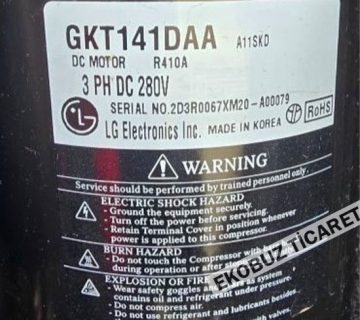 GKT141DAA A11SKD
DC MOTOR R410A
3 PH DC 280V
SERIAL NO.2D3R0067XM20-A00079
LG LG Electronics Inc. MADE IN KOREA RoHS
WARNING
Service should be performed by trained personnel only.
ELECTRIC SHOCK HAZARD
- Ground the equipment securely.
- Turn off the power before servicing.
- Retain Terminal Cover in position whenever
power is applied to this compressor.
BURN HAZARD
- Do not touch the Compressor with
during operation or after
EXPLOSION OR FIRE
- Wear safety goggles system
contains oil and refrigerant under pressure.
- Do not compress air.
- Do not use refrigerant and lubricants besides
with valves
EKOBUZ TICARET